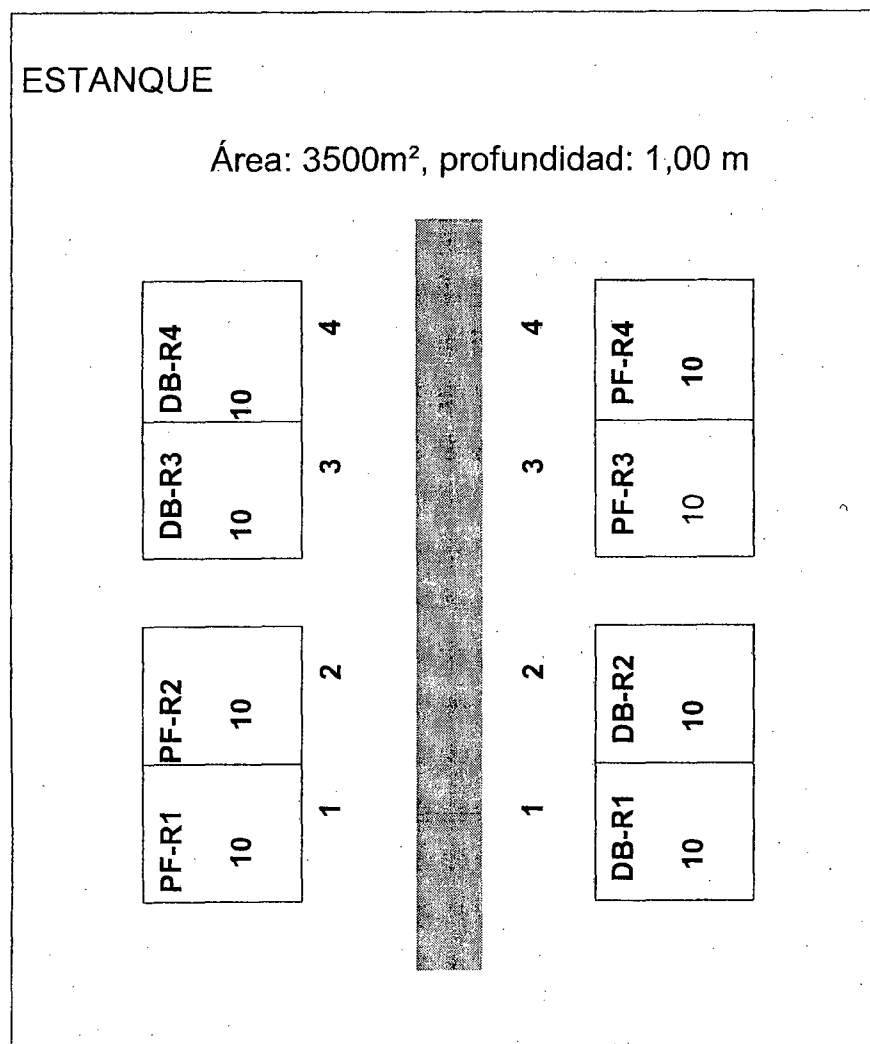 ESTANQUE
Área: 3500m², profundidad: 1,00 m
DB-R4
10
4
4
PF-R4
10
DB-R3
10
3
3
PF-R3
10
PF-R2
10
2
2
DB-R2
10
PF-R1
10
1
1
DB-R1
10